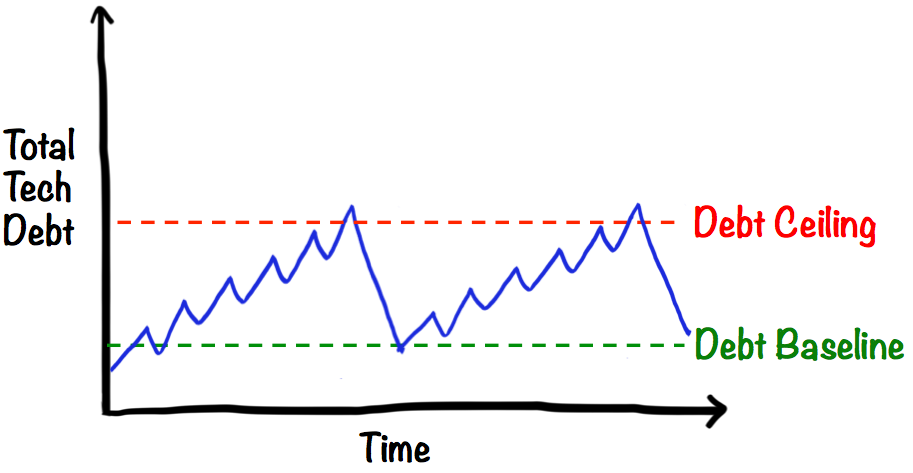 Total
Tech
Debt
Debt Ceiling
Debt Baseline
Time